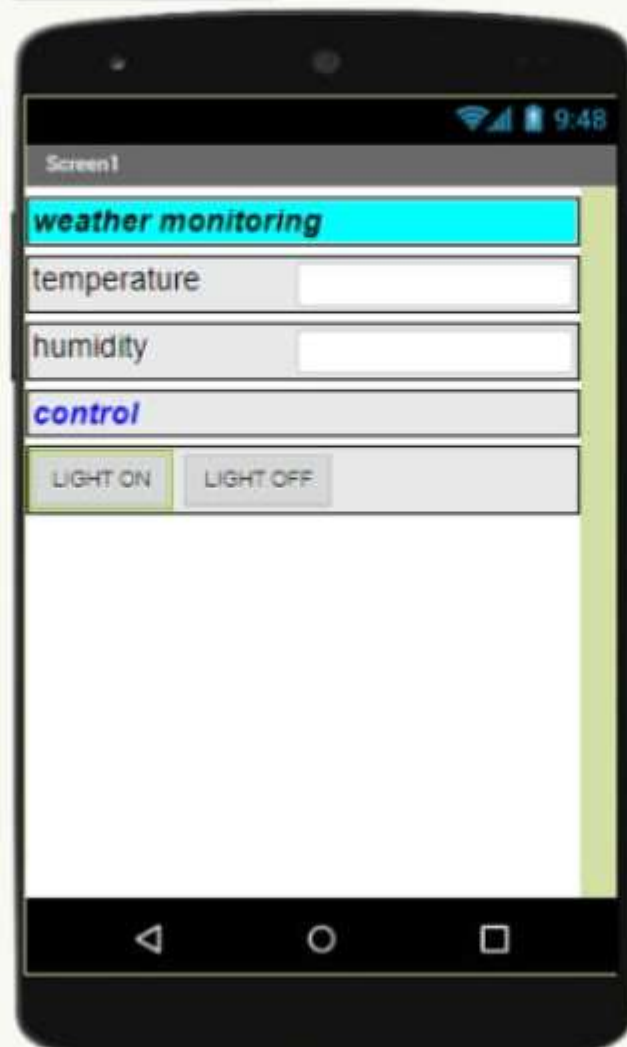 9:48
Screen1
weather monitoring
temperature
humidity
control
LIGHT ON LIGHT OFF